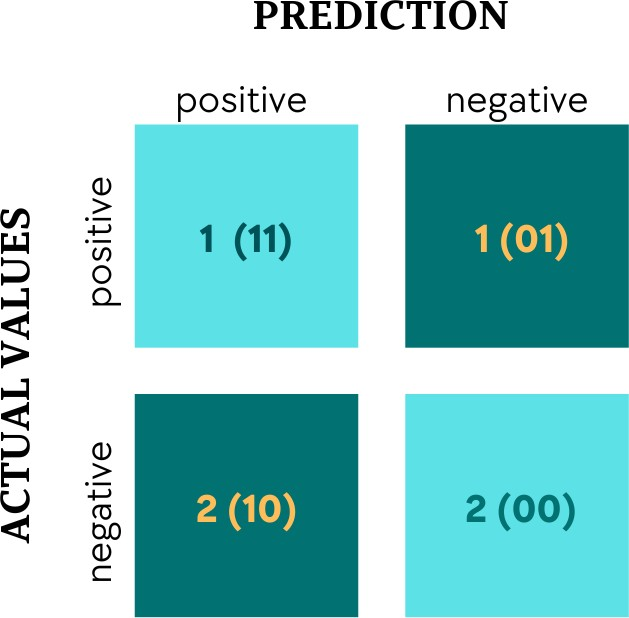 PREDICTION
positive
negative
ACTUAL VALUES
positive
1 (11)
1 (01)
negative
2 (10)
2 (00)